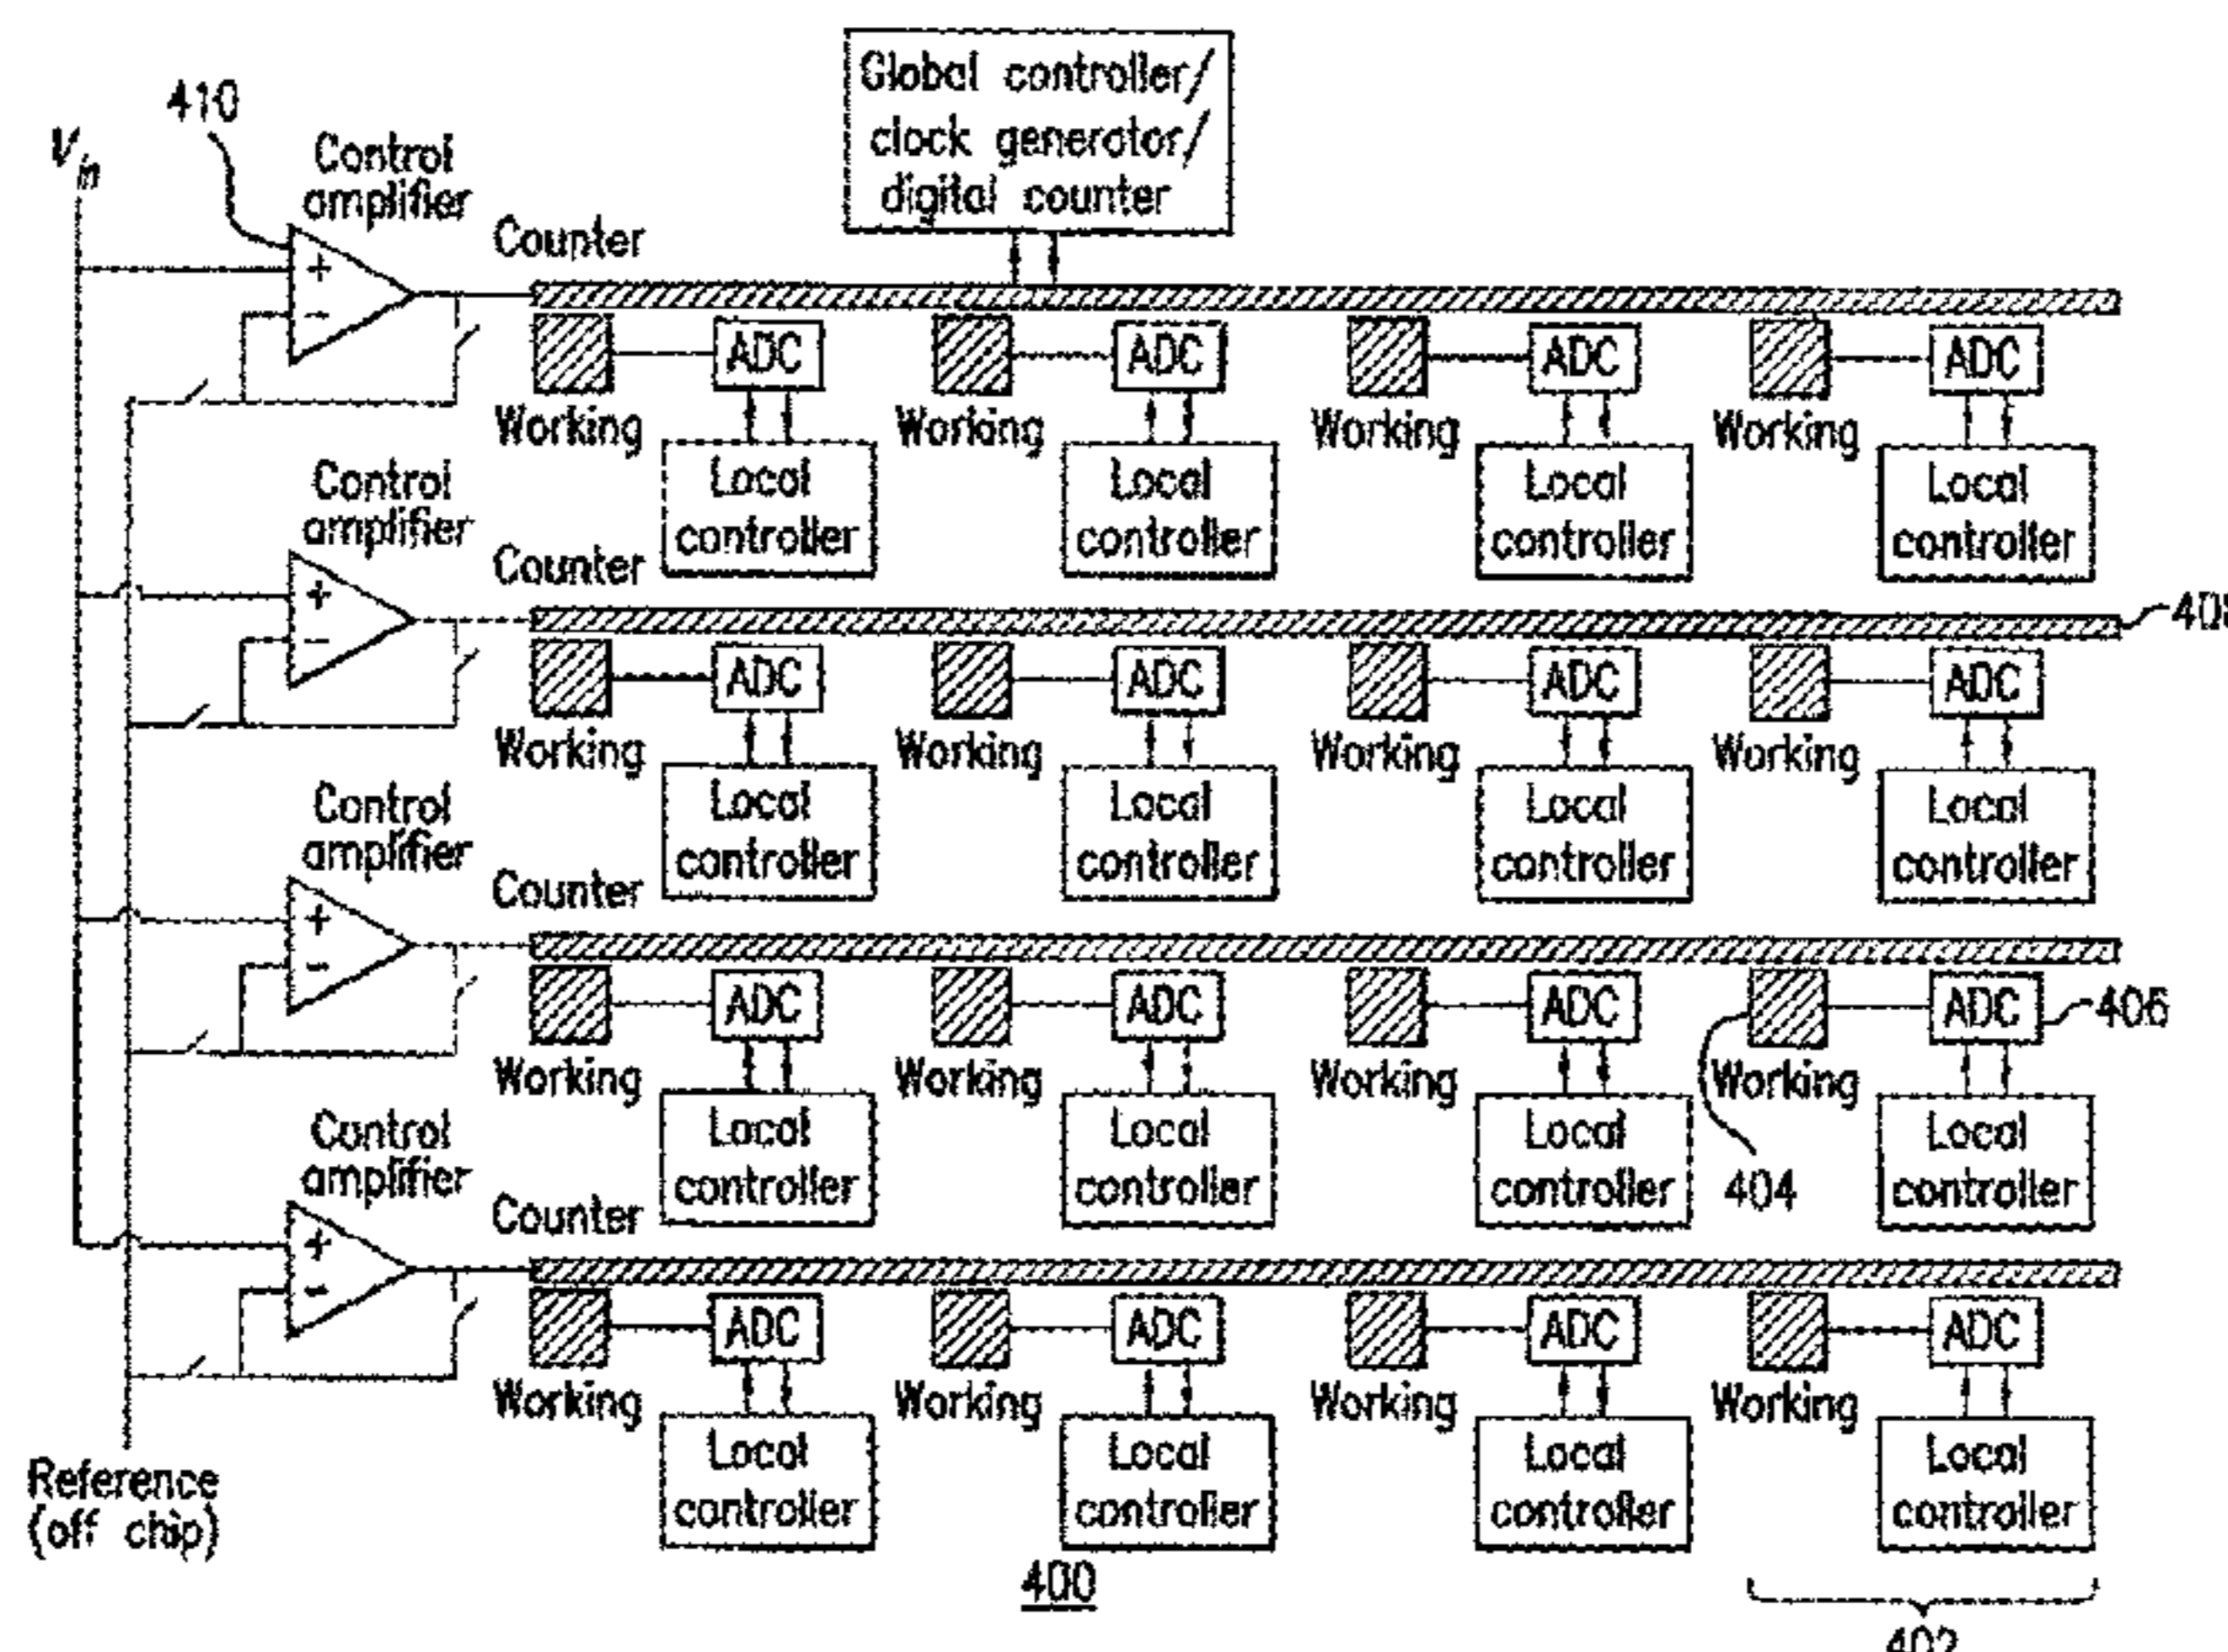 Global controller/
clock generator/
digital counter
410
Vin
Control
amplifier
Counter
ADC ADC ADC ADC
Working Working Working Working
Local Local Local Local
controller controller controller controller
Control
amplifier
Counter
ADC ADC ADC ADC
Working Working Working Working
Local Local Local Local
controller controller controller controller
Control
amplifier
Counter
ADC ADC ADC ADC
406
Working Working Working Working
Local Local Local Local
controller controller controller controller
404
Control
amplifier
Counter
ADC ADC ADC ADC
Working Working Working Working
Local Local Local Local
controller controller controller controller
Reference
(off chip)
400
402